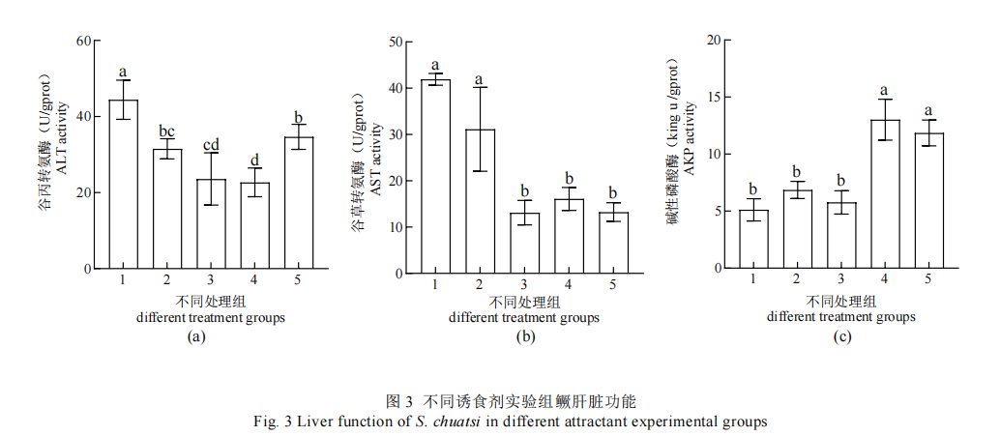 谷丙转氨酶（U/gprot）
ALT activity
60
40
20
0
a
bc
cd
d
b
1 2 3 4 5
不同处理组
different treatment groups
(a)
谷草转氨酶（U/gprot）
AST activity
50
40
30
20
10
0
a
a
b
b
b
1 2 3 4 5
不同处理组
different treatment groups
(b)
碱性磷酸酶（king u /gprot）
AKP activity
20
15
10
5
0
b
b
b
a
a
1 2 3 4 5
不同处理组
different treatment groups
(c)
图 3 不同诱食剂实验组鳜肝脏功能
Fig. 3 Liver function of S. chuatsi in different attractant experimental groups